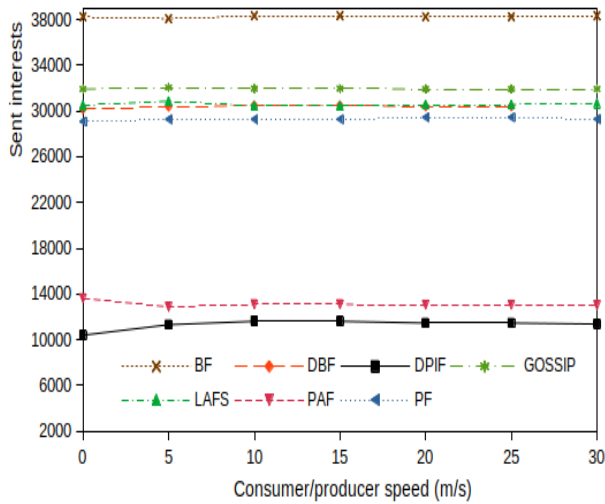 Sent interests
38000
34000
30000
26000
22000
18000
14000
10000
6000
2000
BF DBF DPIF GOSSIP
LAFS PAF PF
0 5 10 15 20 25 30
Consumer/producer speed (m/s)